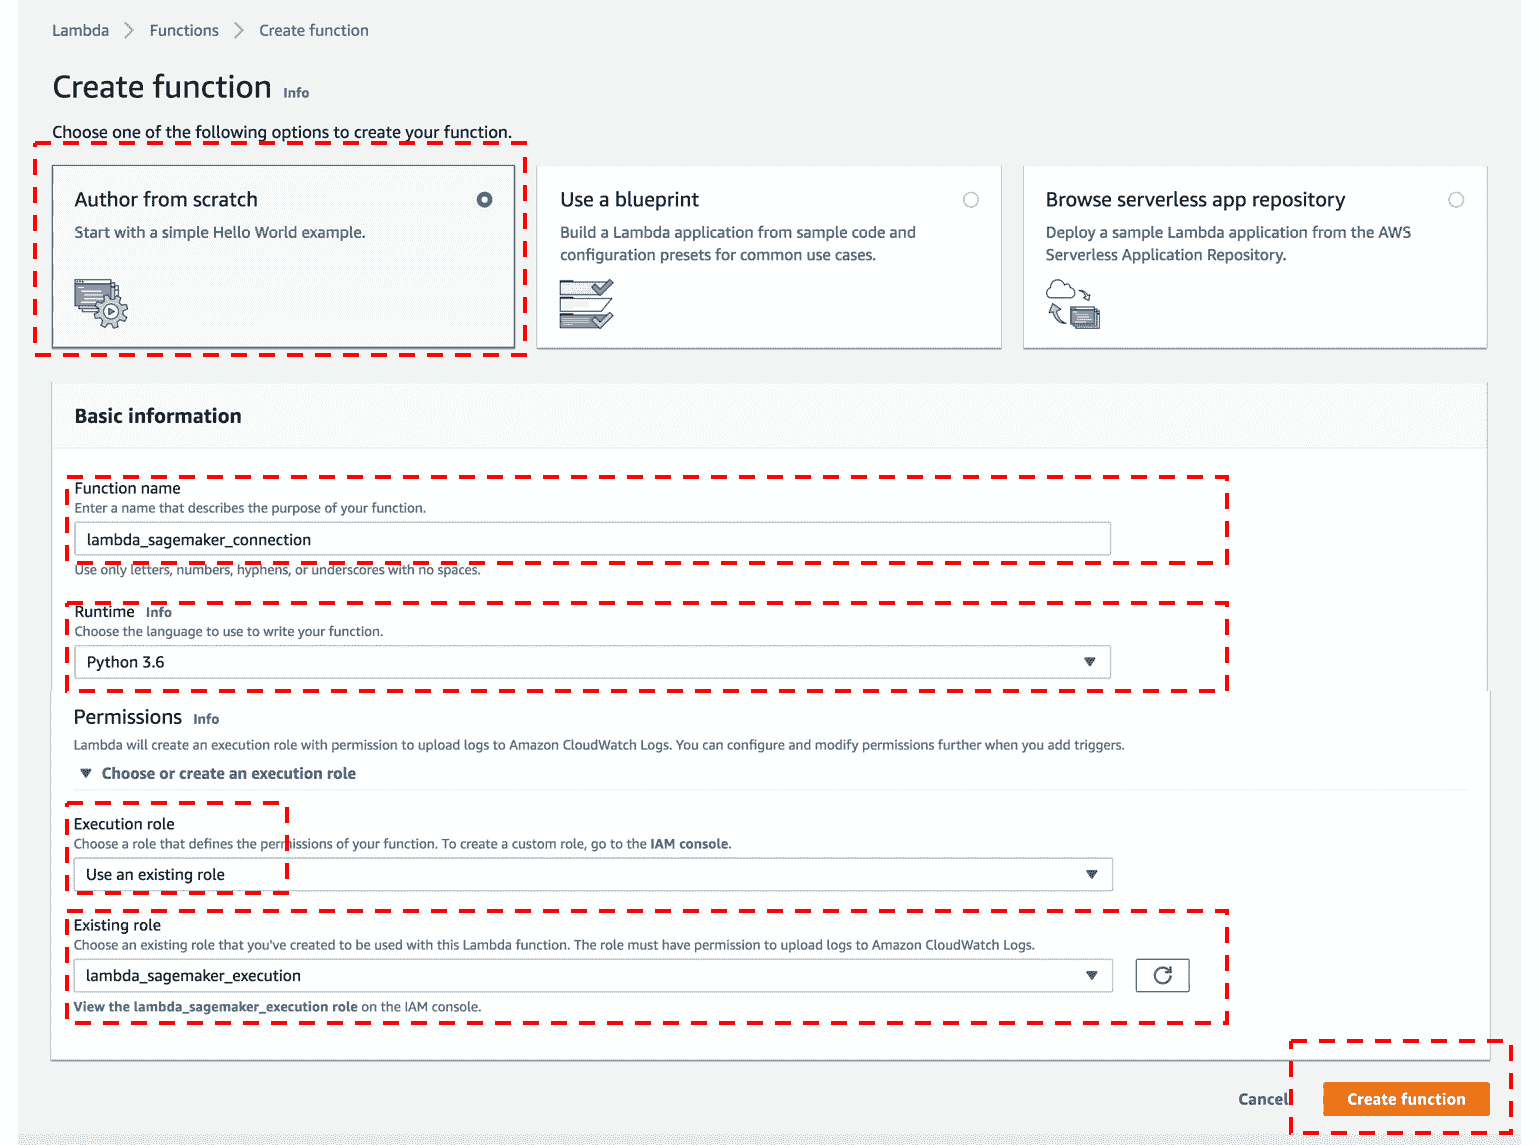 Lambda > Functions > Create function
Create function Info
Choose one of the following options to create your function.
Author from scratch
Start with a simple Hello World example.
Use a blueprint
Build a Lambda application from sample code and
configuration presets for common use cases.
Browse serverless app repository
Deploy a sample Lambda application from the AWS
Serverless Application Repository.
Basic information
Function name
Enter a name that describes the purpose of your function.
lambda_sagemaker_connection
Use only letters, numbers, hyphens, or underscores with no spaces.
Runtime Info
Choose the language to use to write your function.
Python 3.6
Permissions Info
Lambda will create an execution role with permission to upload logs to Amazon CloudWatch Logs. You can configure and modify permissions further when you add triggers.
Choose or create an execution role
Execution role
Choose a role that defines the permissions of your function. To create a custom role, go to the IAM console.
Use an existing role
Existing role
Choose an existing role that you've created to be used with this Lambda function. The role must have permission to upload logs to Amazon CloudWatch Logs.
lambda_sagemaker_execution
View the lambda_sagemaker_execution role on the IAM console.
Cancel
Create function